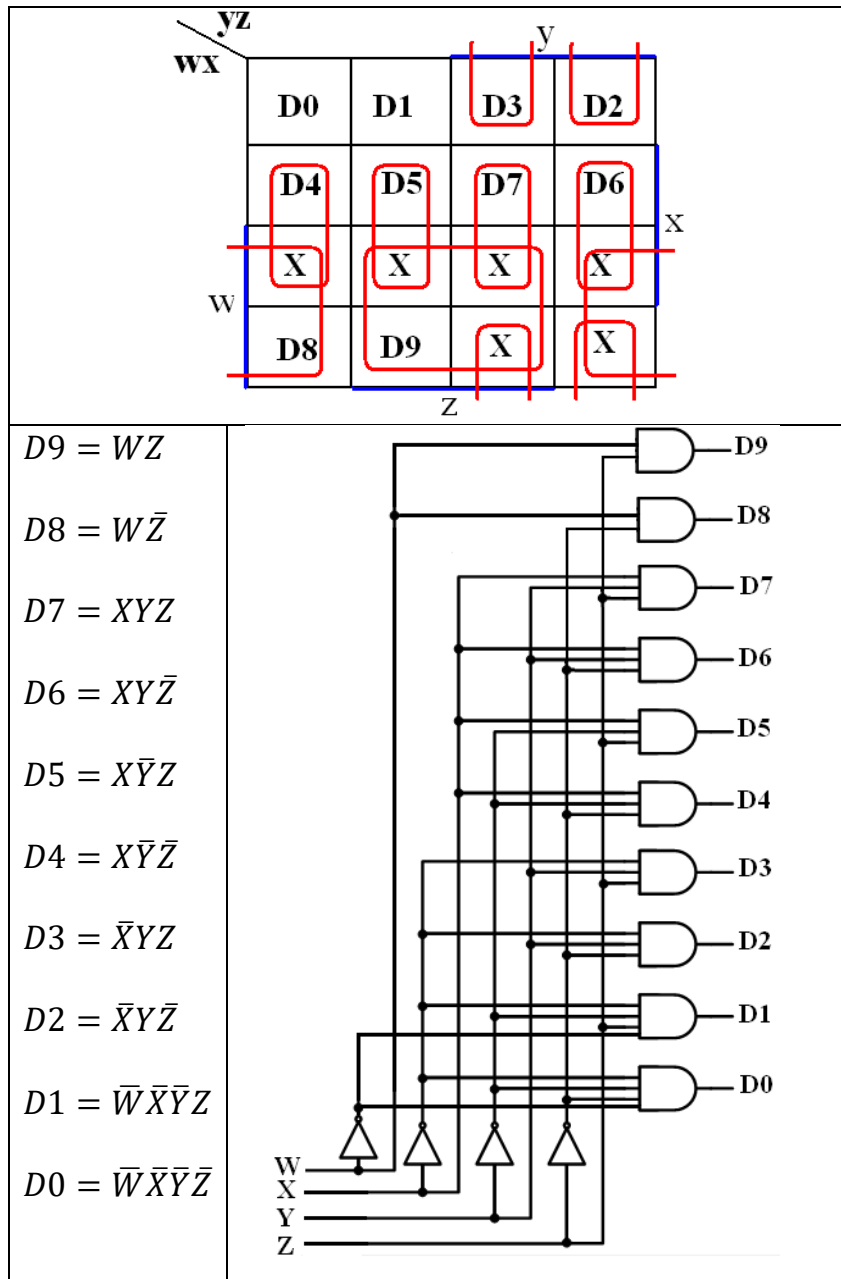 yz
wx
y
D0 D1 D3 D2
D4 D5 D7 D6
x
X X X X
w
D8 D9 X X
z
D9 = WZ
D8 = WZ̄
D7 = XYZ
D6 = XYZ̄
D5 = XȲZ
D4 = XȲZ̄
D3 = X̄YZ
D2 = X̄YZ̄
D1 = W̄X̄ȲZ
D0 = W̄X̄ȲZ̄
D9
D8
D7
D6
D5
D4
D3
D2
D1
D0
W
X
Y
Z